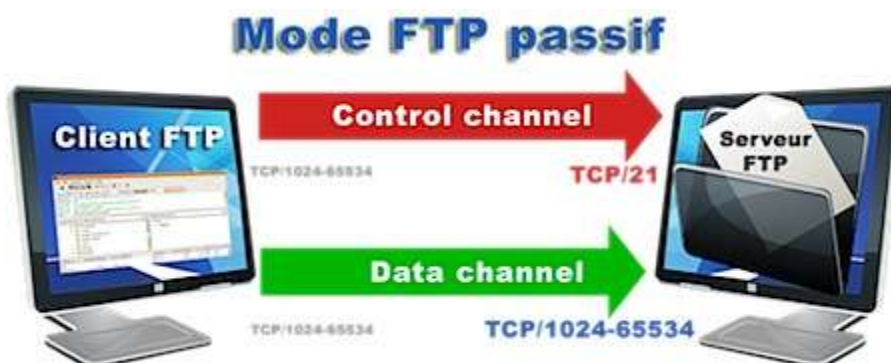 Mode FTP passif
Client FTP
Control channel
Serveur
FTP
TCP/1024-65534
TCP/21
Data channel
TCP/1024-65534
TCP/1024-65534